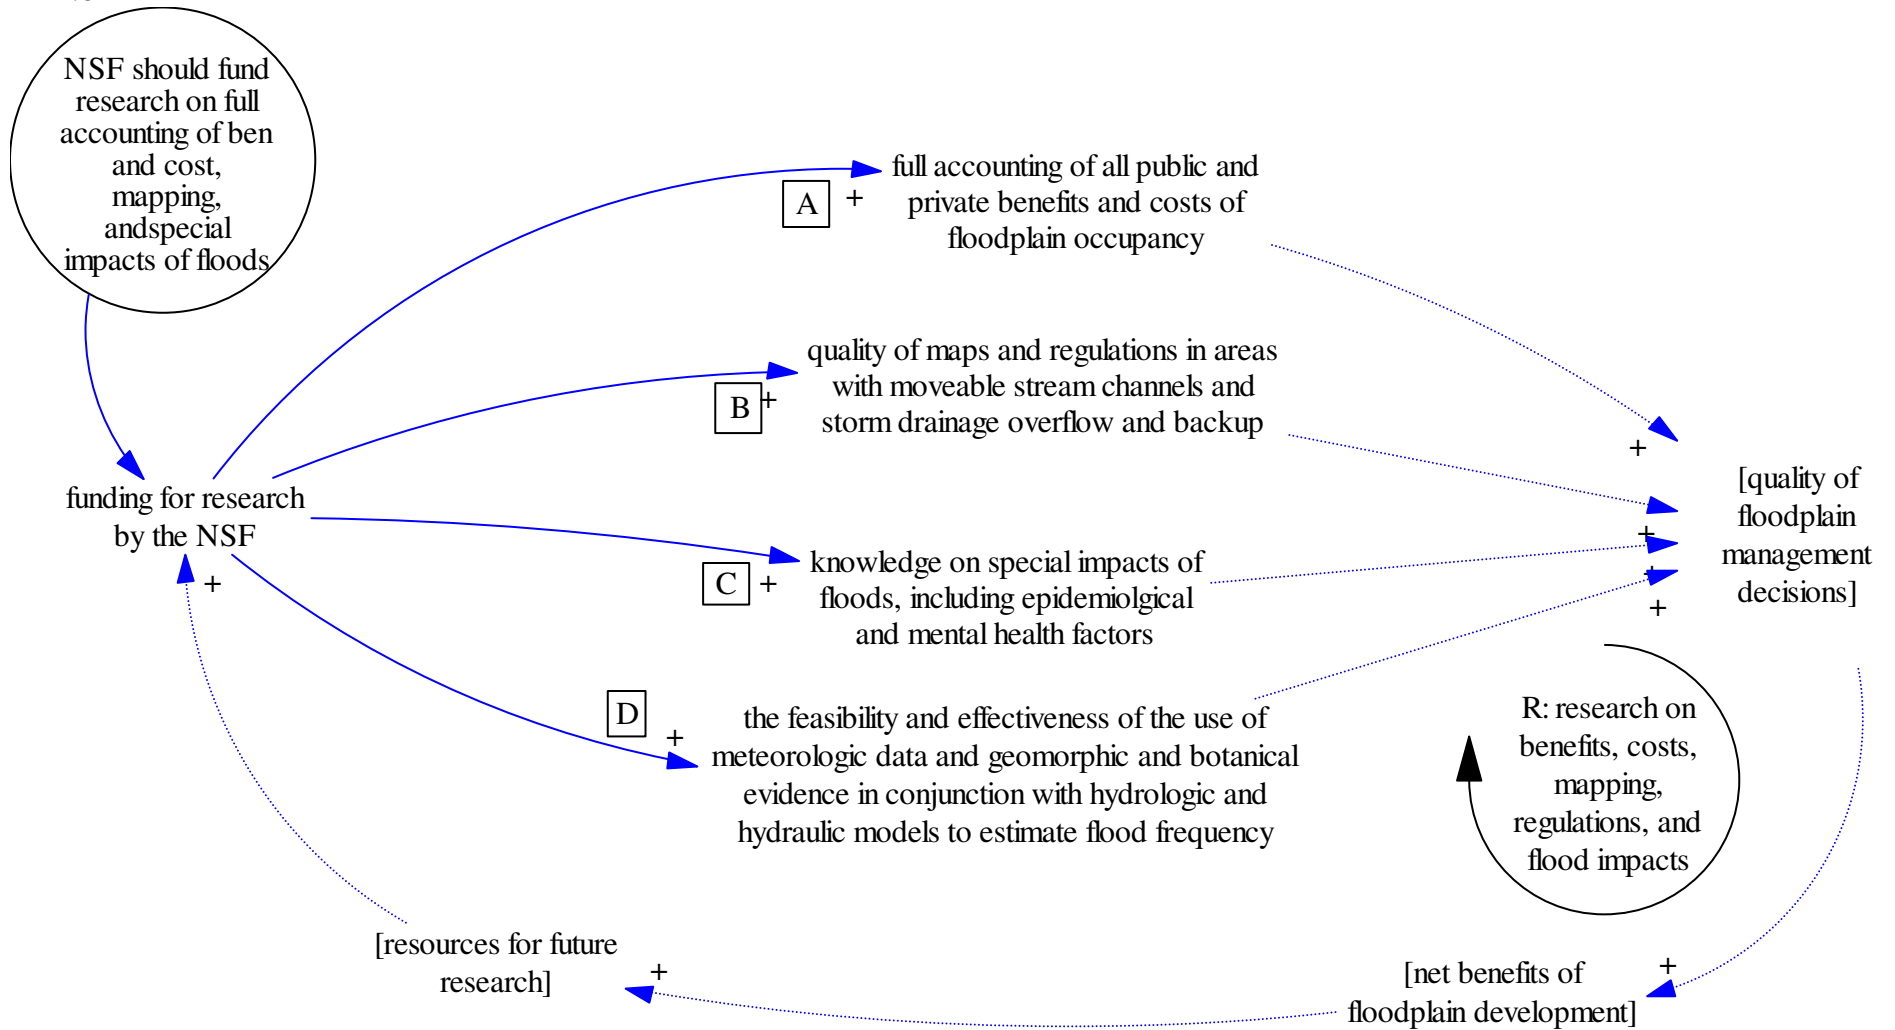 NSF should fund
research on full
accounting of ben
and cost,
mapping,
andspecial
impacts of floods
A
+
full accounting of all public and
private benefits and costs of
floodplain occupancy
B
+
quality of maps and regulations in areas
with moveable stream channels and
storm drainage overflow and backup
funding for research
by the NSF
+
C
+
knowledge on special impacts of
floods, including epidemiolgical
and mental health factors
D
+
the feasibility and effectiveness of the use of
meteorologic data and geomorphic and botanical
evidence in conjunction with hydrologic and
hydraulic models to estimate flood frequency
+
+
+
+
[quality of
floodplain
management
decisions]
R: research on
benefits, costs,
mapping,
regulations, and
flood impacts
[resources for future
research]
+
[net benefits of
floodplain development]
+